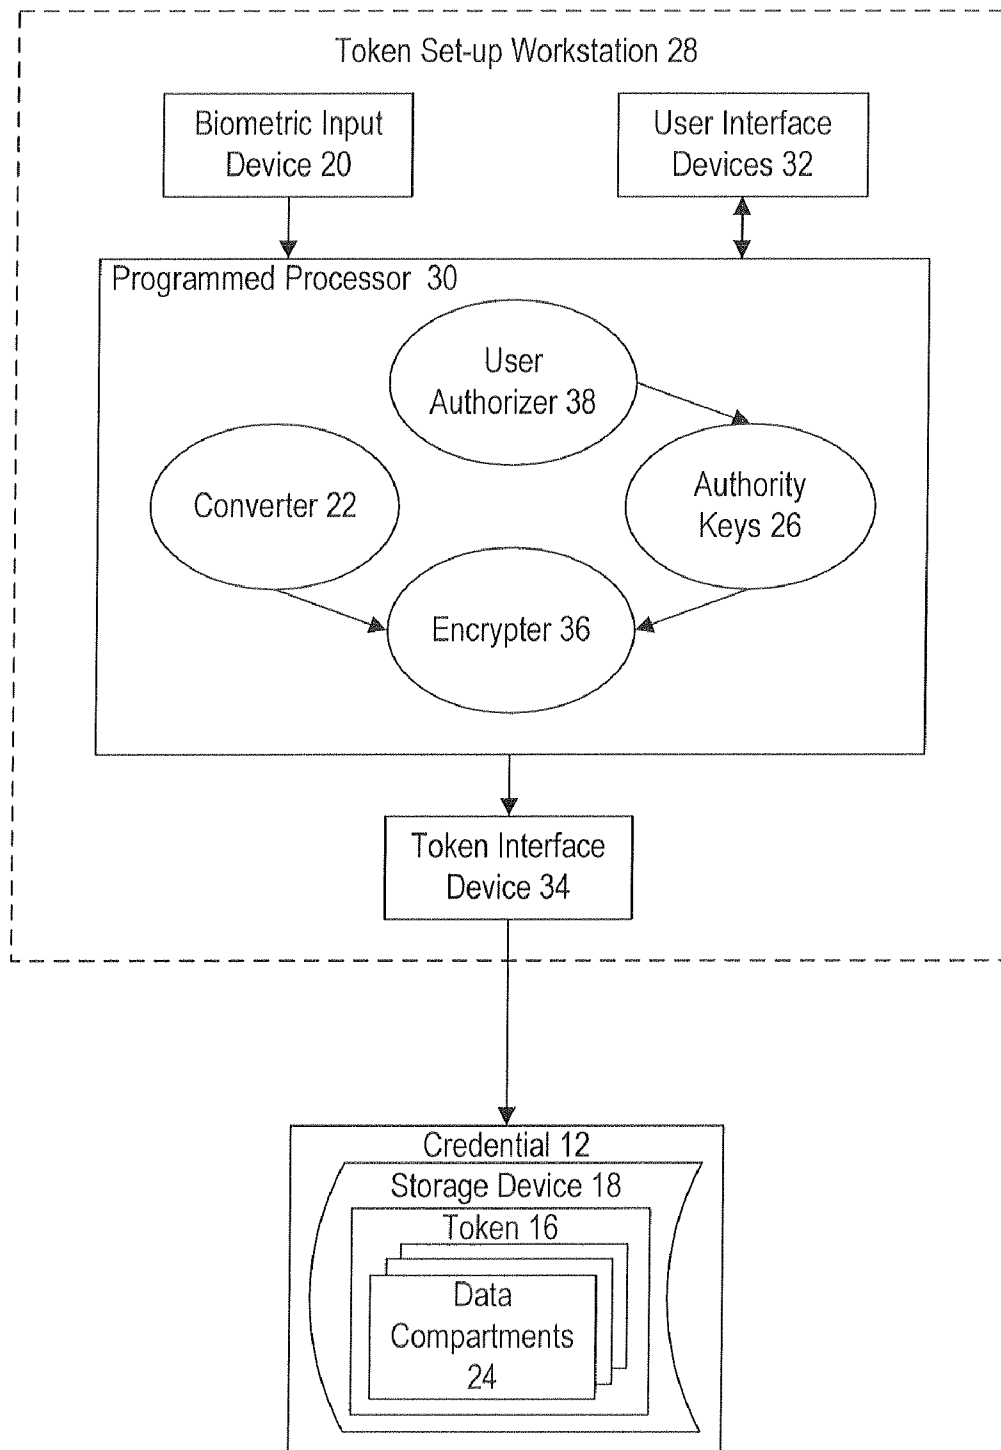 Token Set-up Workstation 28
Biometric Input
Device 20
User Interface
Devices 32
Programmed Processor 30
User
Authorizer 38
Converter 22
Authority
Keys 26
Encrypter 36
Token Interface
Device 34
Credential 12
Storage Device 18
Token 16
Data
Compartments
24